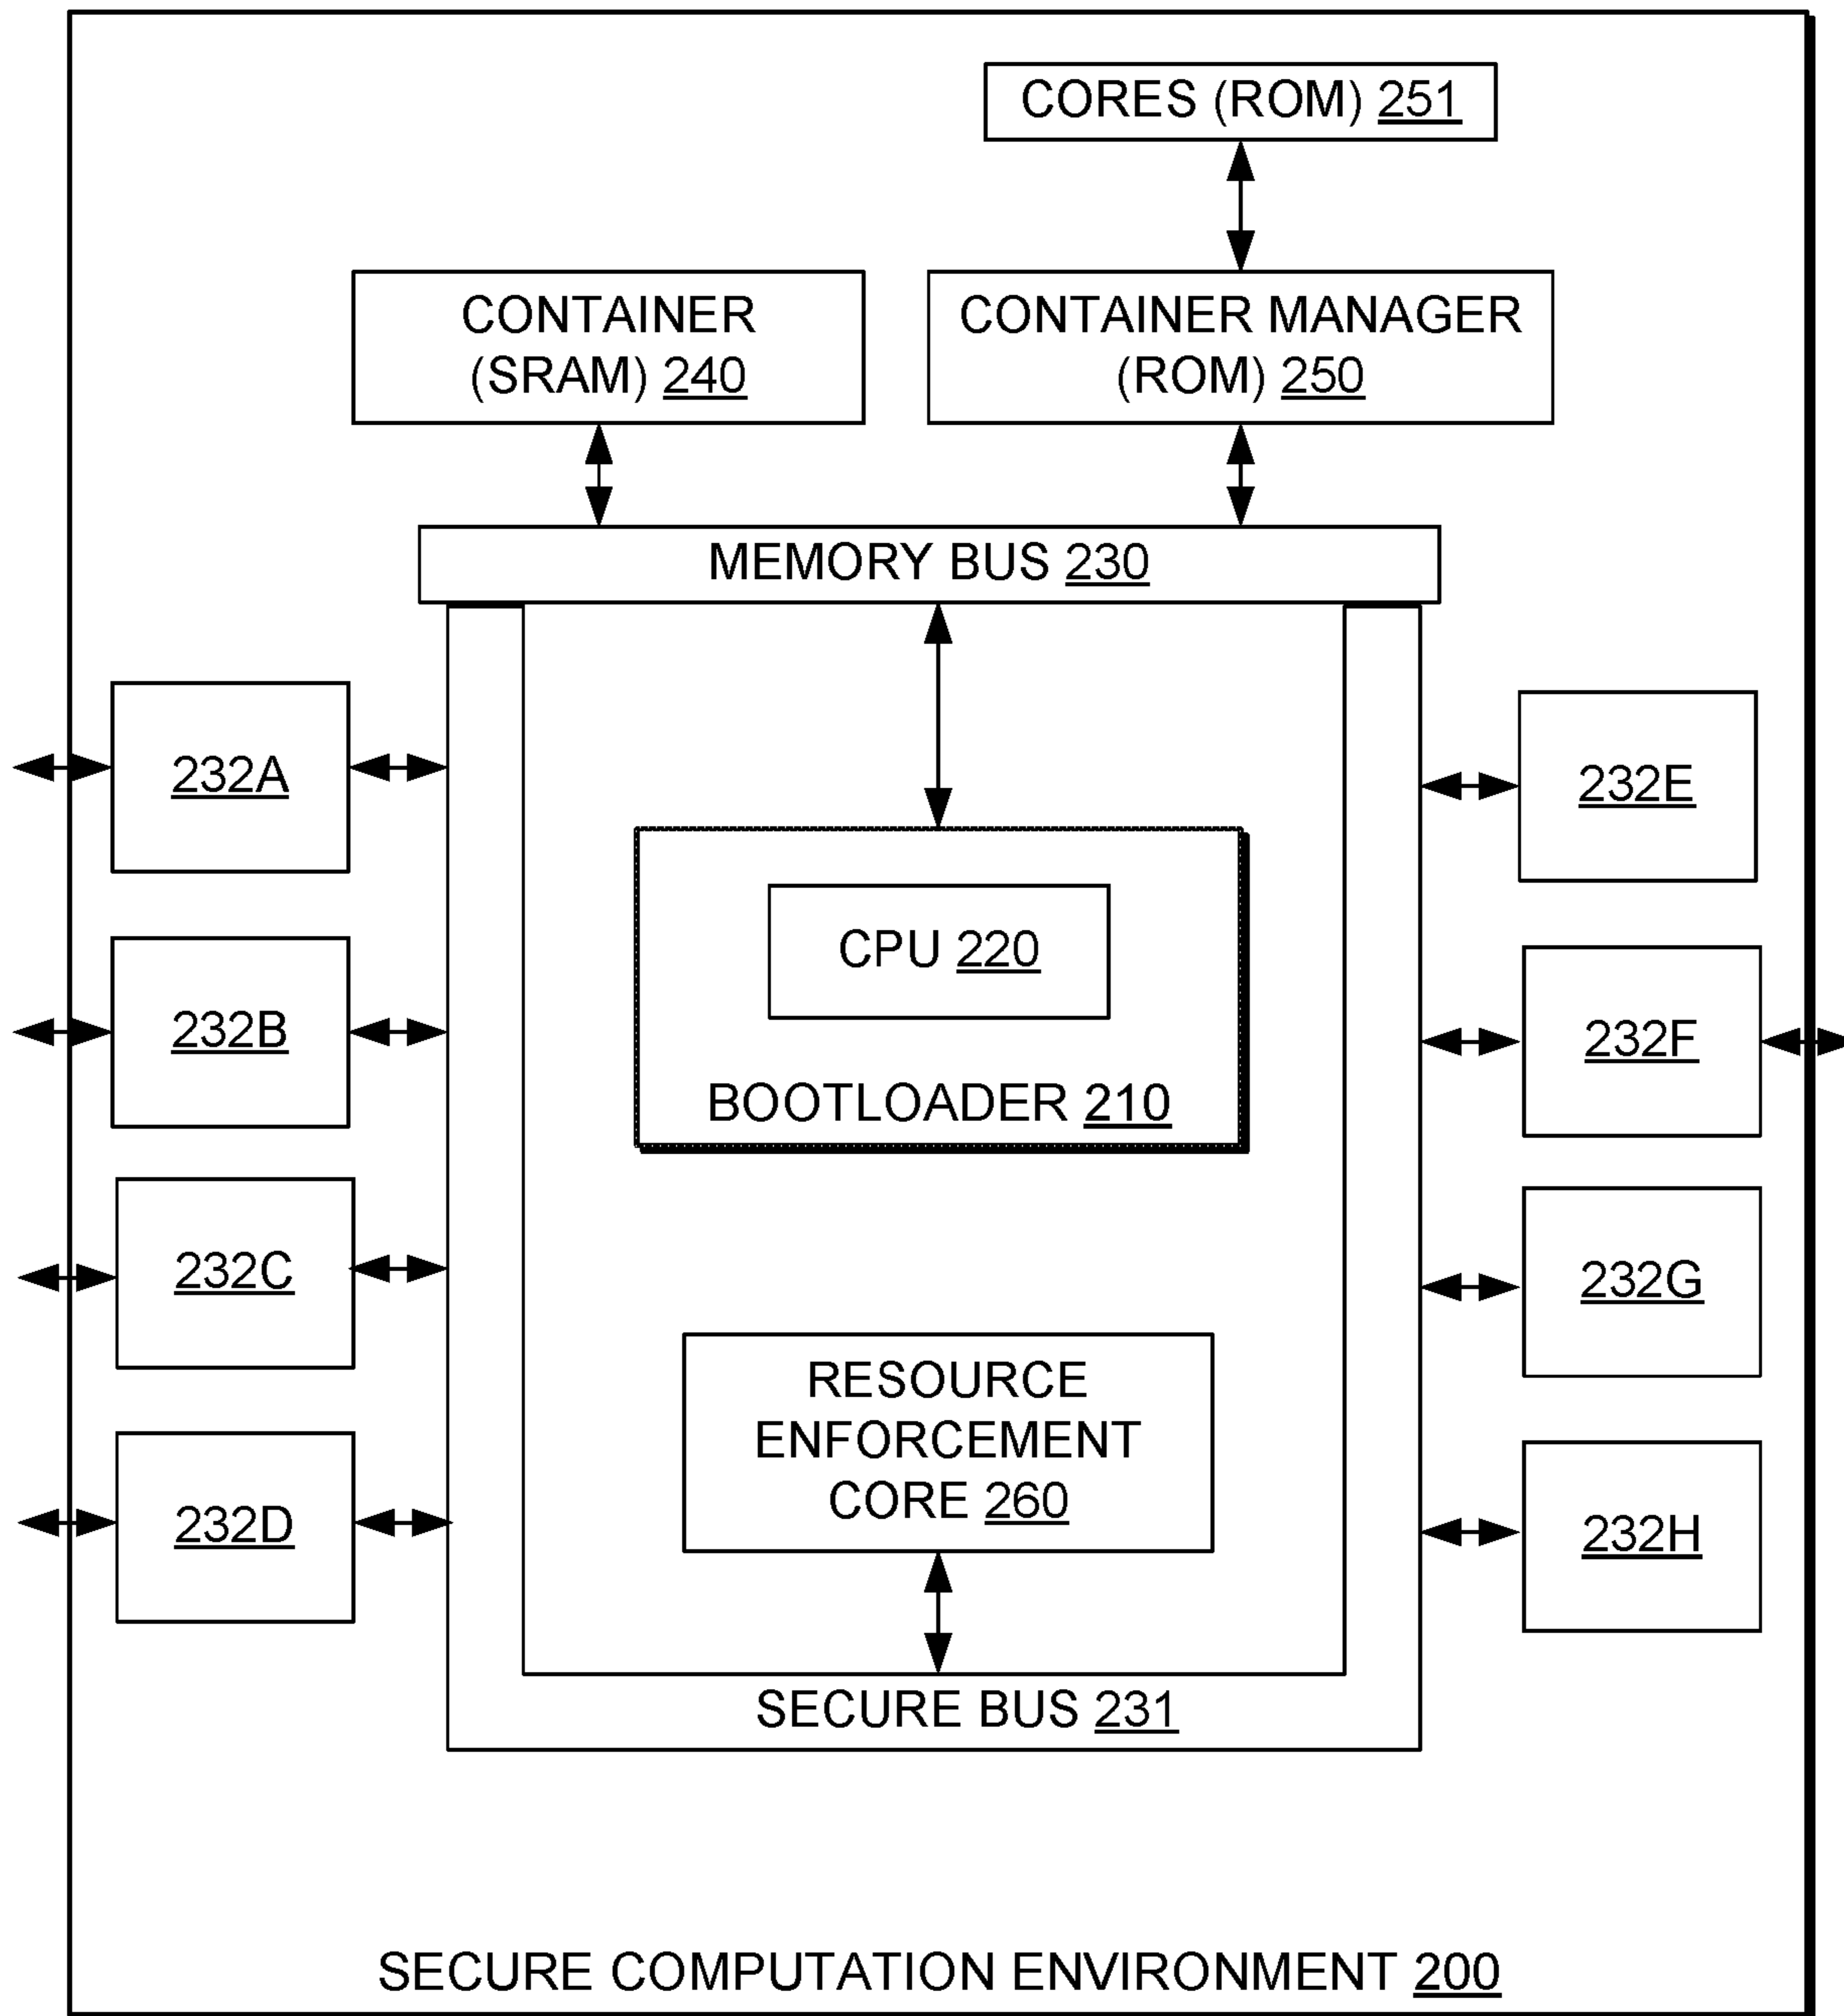 CORES (ROM) 251
CONTAINER
(SRAM) 240
CONTAINER MANAGER
(ROM) 250
MEMORY BUS 230
232A
232B
232C
232D
CPU 220
BOOTLOADER 210
RESOURCE
ENFORCEMENT
CORE 260
SECURE BUS 231
232E
232F
232G
232H
SECURE COMPUTATION ENVIRONMENT 200